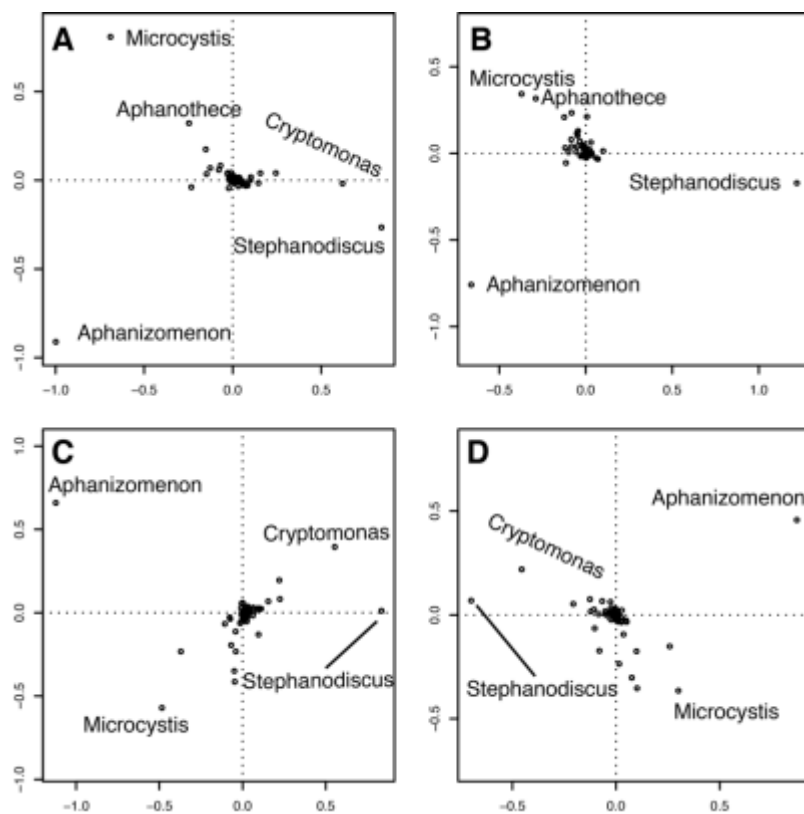 A
Microcystis
Aphanothece
Cryptomonas
Stephanodiscus
Aphanizomenon
0.5
0.0
−0.5
−1.0
−1.0 −0.5 0.0 0.5
B
Microcystis
Aphanothece
Stephanodiscus
Aphanizomenon
0.5
0.0
−0.5
−1.0
−0.5 0.0 0.5 1.0
C
Aphanizomenon
Cryptomonas
Stephanodiscus
Microcystis
1.0
0.5
0.0
−0.5
−1.0
−1.0 −0.5 0.0 0.5
D
Aphanizomenon
Cryptomonas
Stephanodiscus
Microcystis
0.5
0.0
−0.5
−0.5 0.0 0.5